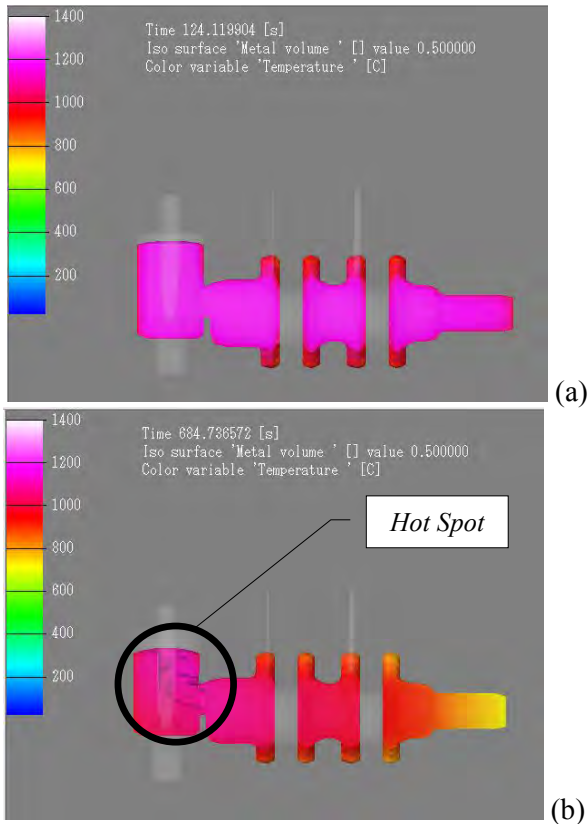 1400
1200
1000
800
600
400
200
Time 124.119904 [s]
Iso surface 'Metal volume ' [] value 0.500000
Color variable 'Temperature ' [C]
(a)
1400
1200
1000
800
600
400
200
Time 684.736572 [s]
Iso surface 'Metal volume ' [] value 0.500000
Color variable 'Temperature ' [C]
Hot Spot
(b)